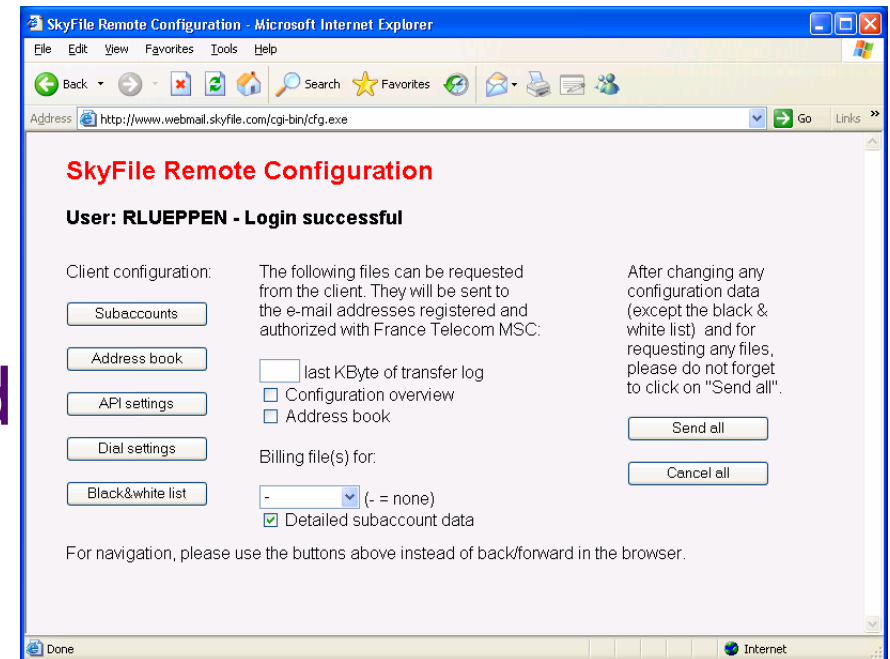 SkyFile Remote Configuration - Microsoft Internet Explorer
File Edit View Favorites Tools Help
Back Search Favorites
Address http://www.webmail.skyfile.com/cgi-bin/cfg.exe Go Links »
SkyFile Remote Configuration
User: RLUEPPEN - Login successful
Client configuration:
Subaccounts
Address book
API settings
Dial settings
Black&white list
The following files can be requested
from the client. They will be sent to
the e-mail addresses registered and
authorized with France Telecom MSC:
last KByte of transfer log
Configuration overview
Address book
Billing file(s) for:
- (- = none)
Detailed subaccount data
After changing any
configuration data
(except the black &
white list) and for
requesting any files,
please do not forget
to click on "Send all".
Send all
Cancel all
For navigation, please use the buttons above instead of back/forward in the browser.
Done Internet
d